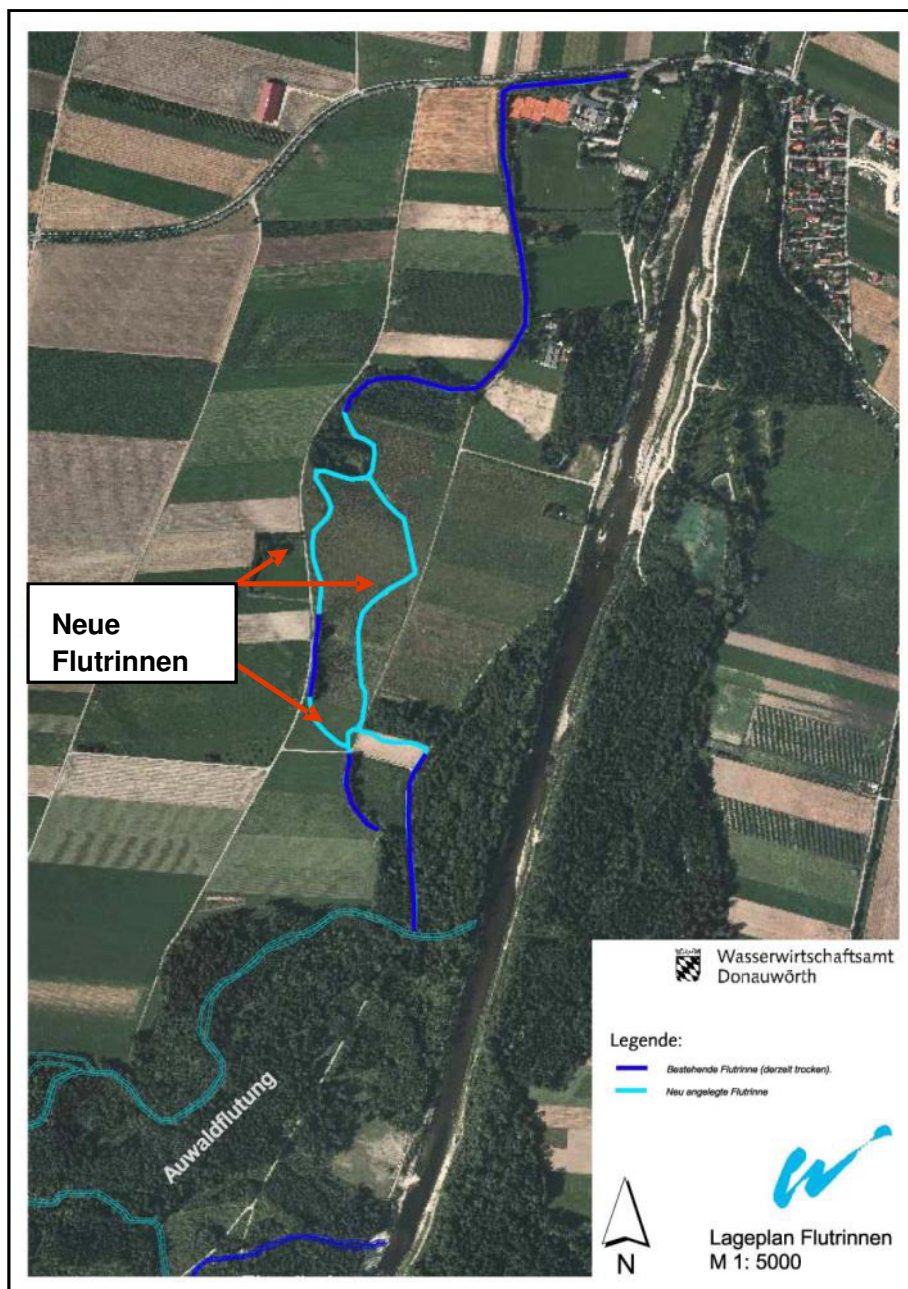 Neue
Flutrinnen
Auwaldflutung
Wasserwirtschaftsamt
Donauwörth
Legende:
Bestehende Flutrinne (derzeit trocken).
Neu angelegte Flutrinne
N
Lageplan Flutrinnen
M 1: 5000